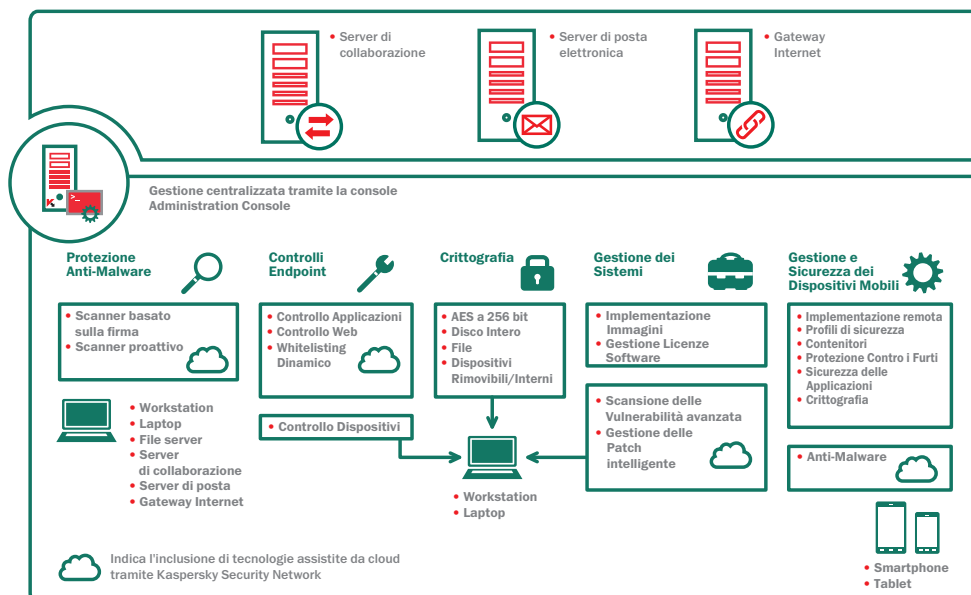 • Server di
collaborazione
• Server di posta
elettronica
• Gateway
Internet
K
>_
Gestione centralizzata tramite la console
Administration Console
Protezione
Anti-Malware
• Scanner basato
sulla firma
• Scanner proattivo
• Workstation
• Laptop
• File server
• Server
di collaborazione
• Server di posta
• Gateway Internet
Controlli
Endpoint
• Controllo Applicazioni
• Controllo Web
• Whitelisting
Dinamico
• Controllo Dispositivi
Crittografia
• AES a 256 bit
• Disco Intero
• File
• Dispositivi
Rimovibili/Interni
• Workstation
• Laptop
Gestione dei
Sistemi
• Implementazione
Immagini
• Gestione Licenze
Software
• Scansione delle
Vulnerabilità avanzata
• Gestione delle
Patch
intelligente
Gestione e
Sicurezza dei
Dispositivi Mobili
• Implementazione remota
• Profili di sicurezza
• Contenitori
• Protezione Contro i Furti
• Sicurezza delle
Applicazioni
• Crittografia
• Anti-Malware
• Smartphone
• Tablet
Indica l'inclusione di tecnologie assistite da cloud
tramite Kaspersky Security Network